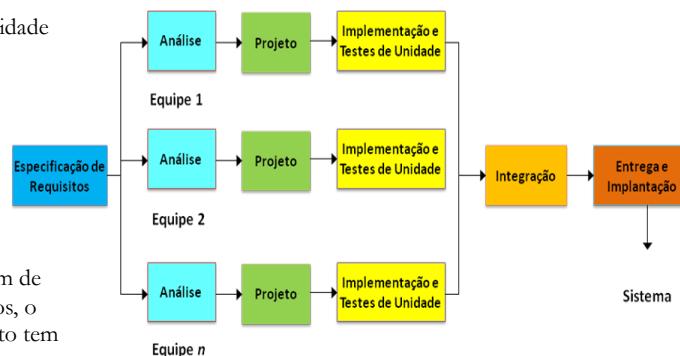 idade
Análise
Projeto
Implementação e
Testes de Unidade
Equipe 1
Especificação de
Requisitos
Análise
Projeto
Implementação e
Testes de Unidade
Equipe 2
Integração
Entrega e
Implantação
Sistema
m de
os, o
to tem
Análise
Projeto
Implementação e
Testes de Unidade
Equipe n